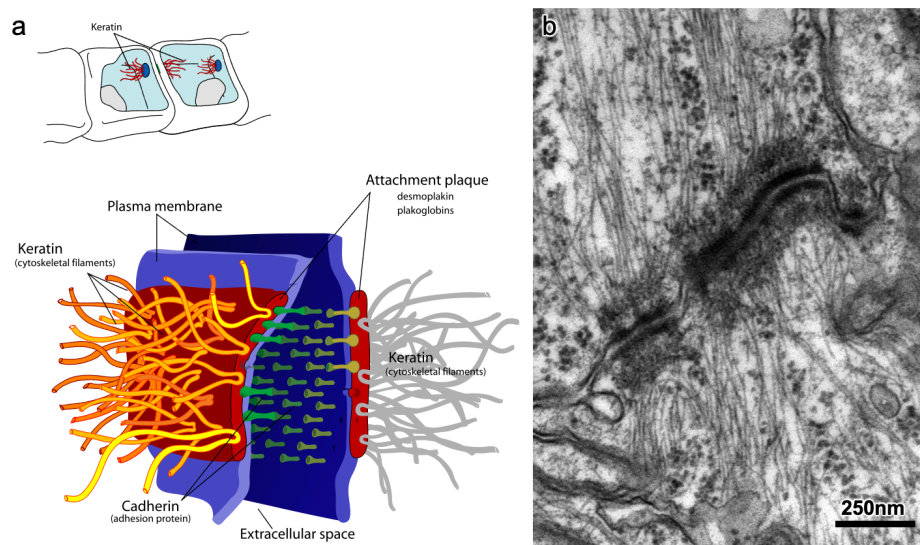 a
Keratin
Attachment plaque
desmoplakin
plakoglobins
Plasma membrane
Keratin
(cytoskeletal filaments)
Keratin
(cytoskeletal filaments)
Cadherin
(adhesion protein)
Extracellular space
b
250nm